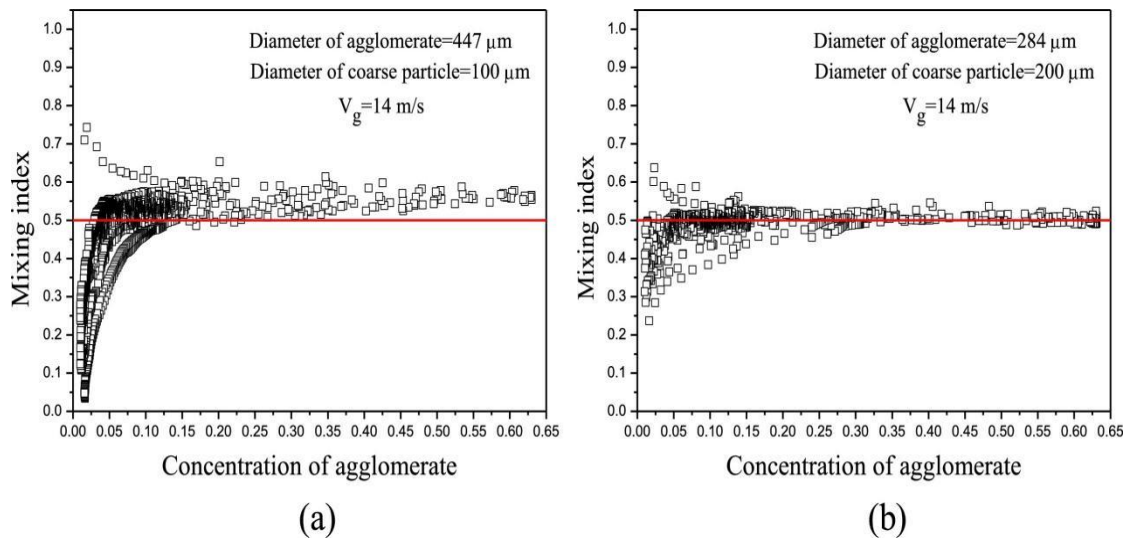 Diameter of agglomerate=447 µm
Diameter of coarse particle=100 µm
V_g=14 m/s
Mixing index
1.0
0.9
0.8
0.7
0.6
0.5
0.4
0.3
0.2
0.1
0.0
0.00 0.05 0.10 0.15 0.20 0.25 0.30 0.35 0.40 0.45 0.50 0.55 0.60 0.65
Concentration of agglomerate
(a)
Diameter of agglomerate=284 µm
Diameter of coarse particle=200 µm
V_g=14 m/s
Mixing index
1.0
0.9
0.8
0.7
0.6
0.5
0.4
0.3
0.2
0.1
0.0
0.00 0.05 0.10 0.15 0.20 0.25 0.30 0.35 0.40 0.45 0.50 0.55 0.60 0.65
Concentration of agglomerate
(b)